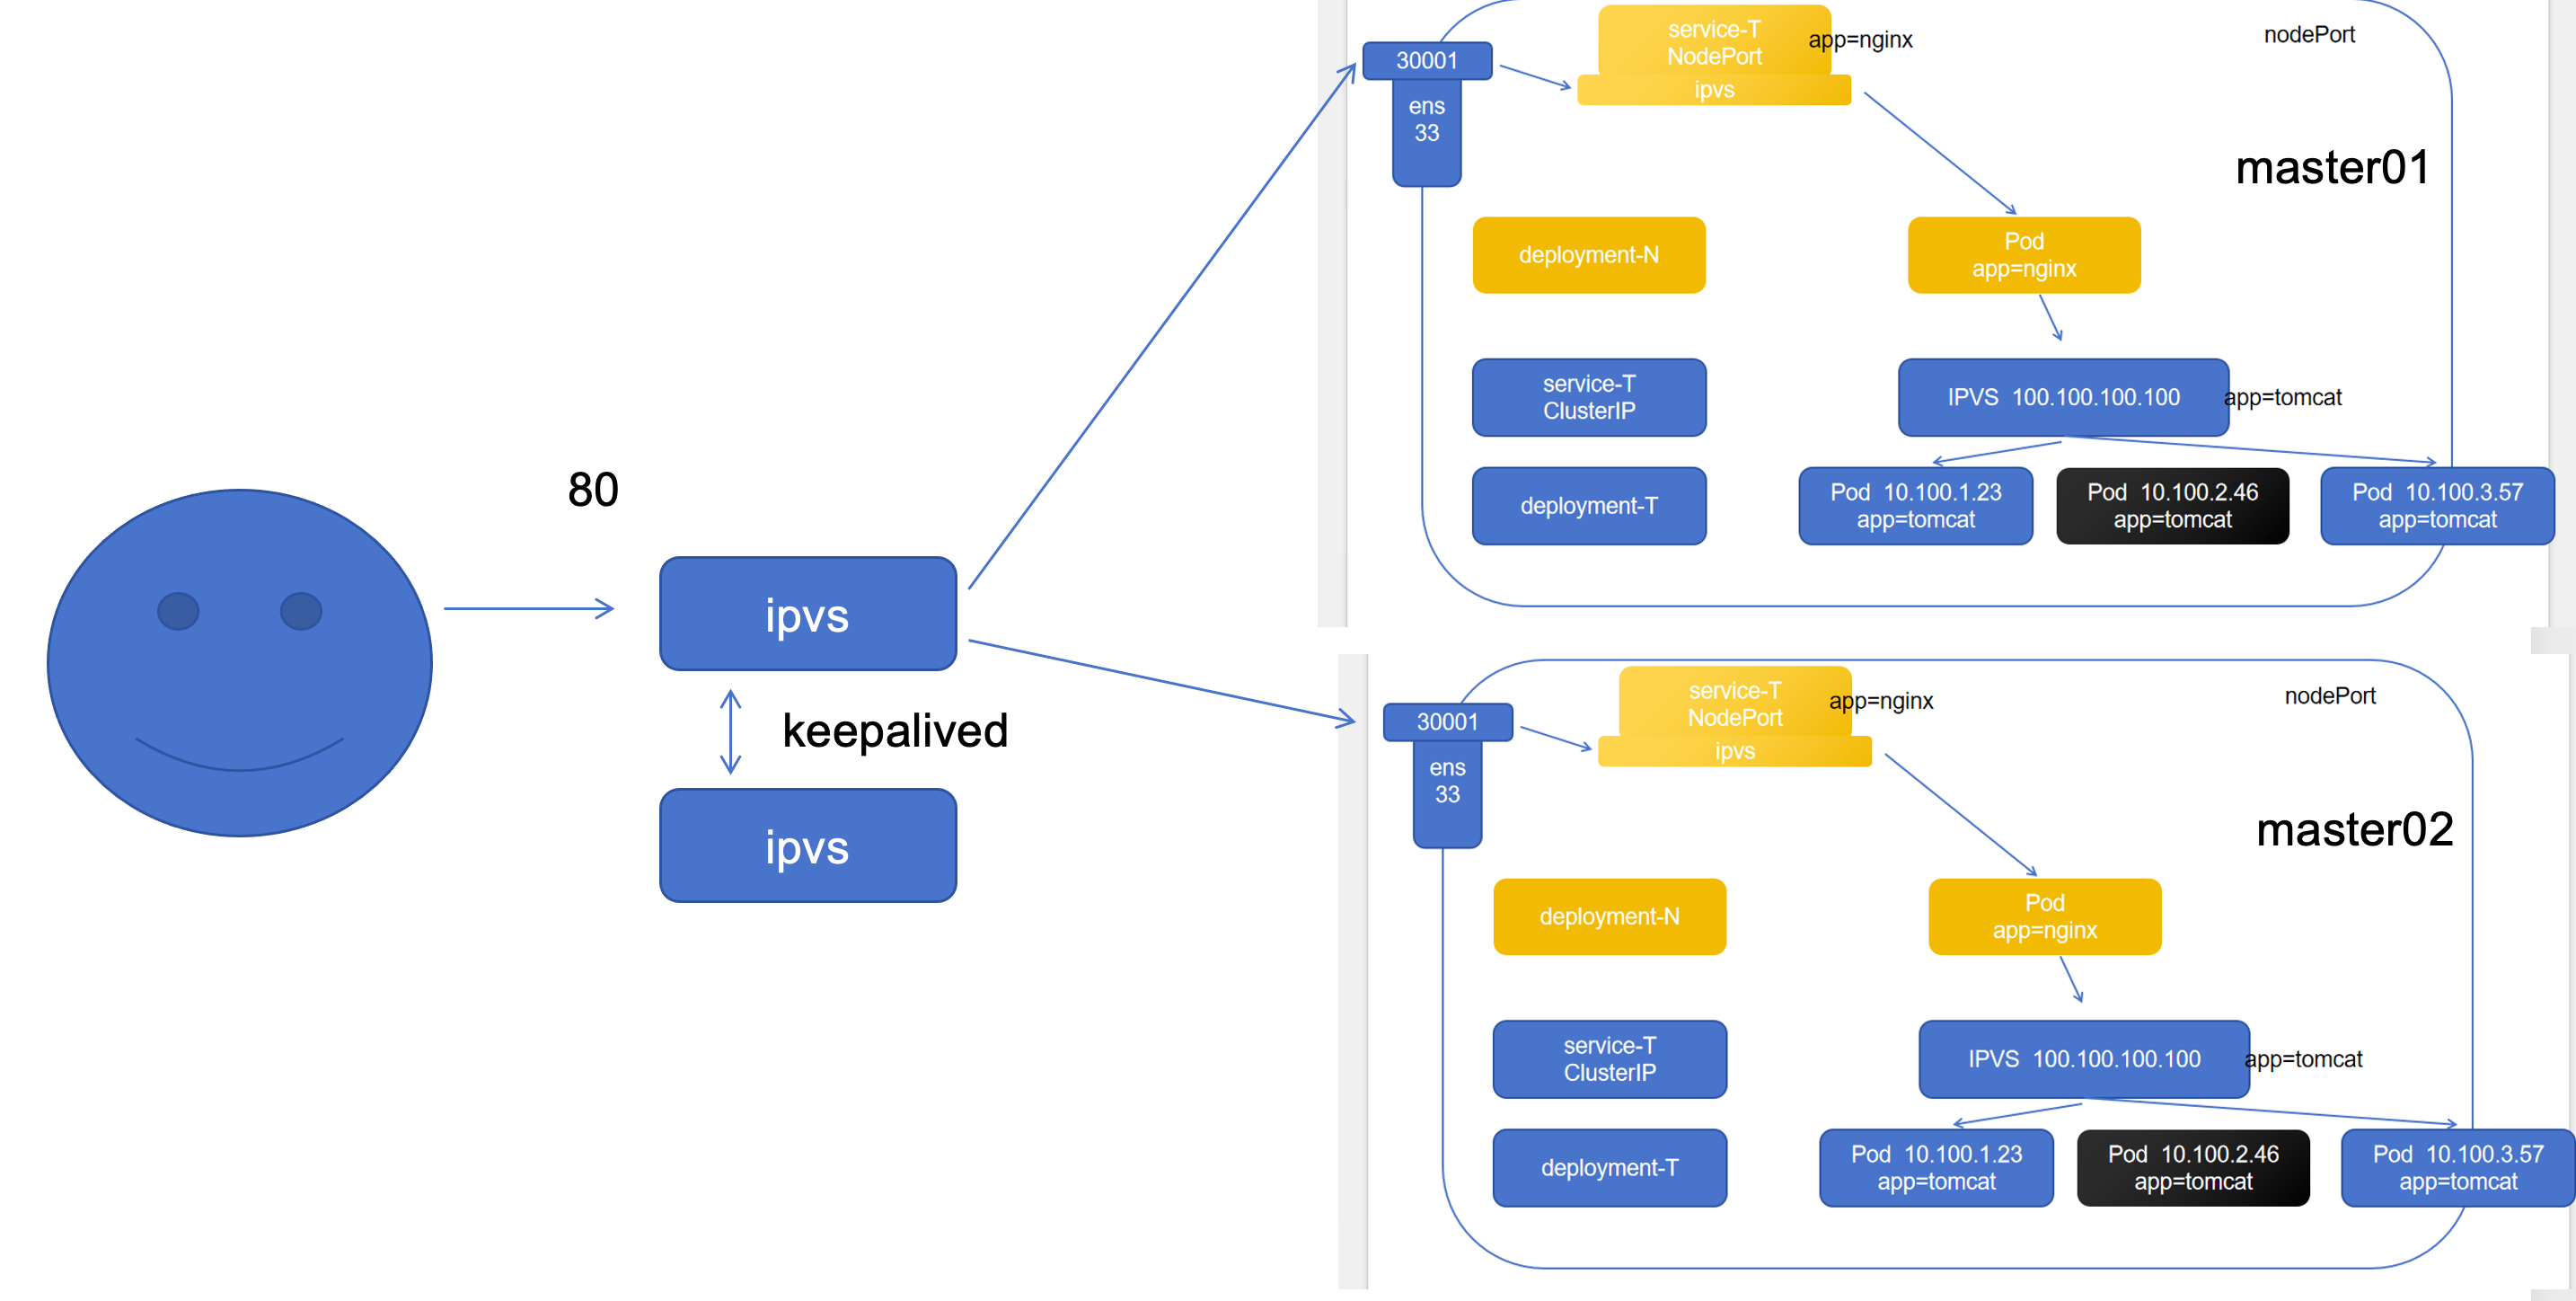 80
ipvs
keepalived
ipvs
service-T
NodePort
app=nginx
nodePort
30001
ipvs
ens
33
master01
deployment-N
Pod
app=nginx
service-T
ClusterIP
IPVS 100.100.100.100
app=tomcat
deployment-T
Pod 10.100.1.23
app=tomcat
Pod 10.100.2.46
app=tomcat
Pod 10.100.3.57
app=tomcat
service-T
NodePort
app=nginx
nodePort
30001
ipvs
ens
33
master02
deployment-N
Pod
app=nginx
service-T
ClusterIP
IPVS 100.100.100.100
app=tomcat
deployment-T
Pod 10.100.1.23
app=tomcat
Pod 10.100.2.46
app=tomcat
Pod 10.100.3.57
app=tomcat